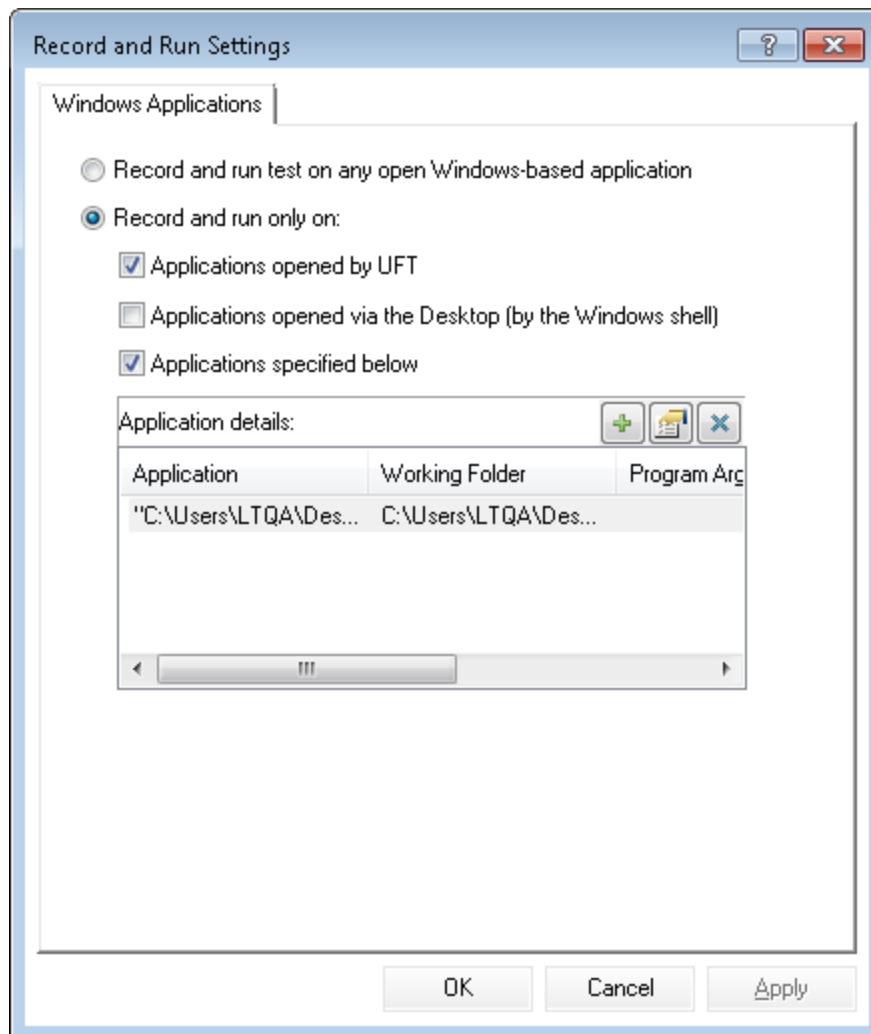 Record and Run Settings
Windows Applications
Record and run test on any open Windows-based application
Record and run only on:
Applications opened by UFT
Applications opened via the Desktop (by the Windows shell)
Applications specified below
Application details:
Application Working Folder Program Arg
"C:\Users\LTQA\Des... C:\Users\LTQA\Des...
OK Cancel Apply